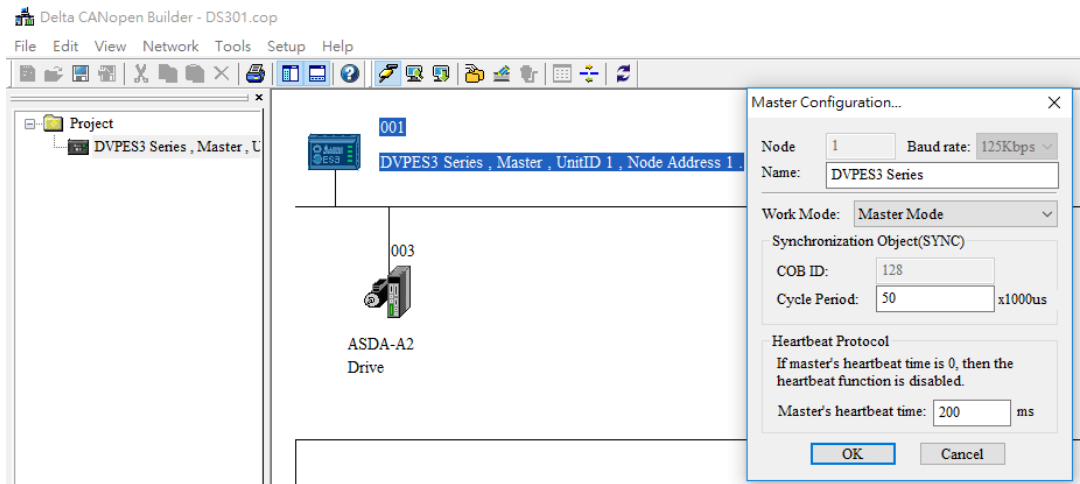 Delta CANopen Builder - DS301.cop
File Edit View Network Tools Setup Help
Project
DVPES3 Series , Master , U
001
DVPES3 Series , Master , UnitID 1 , Node Address 1 .
003
ASDA-A2
Drive
Master Configuration...
Node 1 Baud rate: 125Kbps
Name: DVPES3 Series
Work Mode: Master Mode
Synchronization Object(SYNC)
COB ID: 128
Cycle Period: 50 x1000us
Heartbeat Protocol
If master's heartbeat time is 0, then the
heartbeat function is disabled.
Master's heartbeat time: 200 ms
OK Cancel